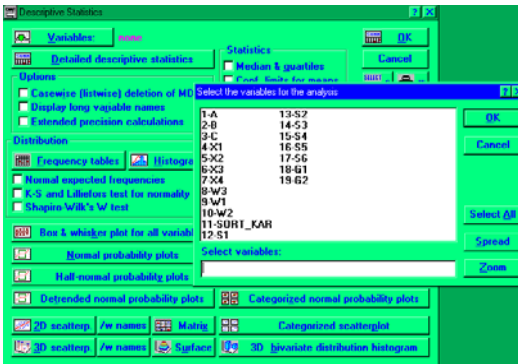 Descriptive Statistics
Variables: none
OK
Detailed descriptive statistics
Cancel
Statistics
Median & quartiles
Conf. limits for means
SELECT
Options
Casewise (listwise) deletion of MD
Display long variable names
Extended precision calculations
Distribution
Frequency tables
Histogra
Normal expected frequencies
K-S and Lilliefors test for normality
Shapiro-Wilk's W test
Box & whisker plot for all variabl
Normal probability plots
Half-normal probability plots
Detrended normal probability plots
Categorized normal probability plots
2D scatterp. /w names Matrix
Categorized scatterplot
3D scatterp. /w names Surface
3D bivariate distribution histogram
Select the variables for the analysis
1-A 13-S2
2-B 14-S3
3-C 15-S4
4-X1 16-S5
5-X2 17-S6
6-X3 18-G1
7-X4 19-G2
8-W3
9-W1
10-W2
11-SORT_KAR
12-S1
Select variables:
OK
Cancel
Select All
Spread
Zoom